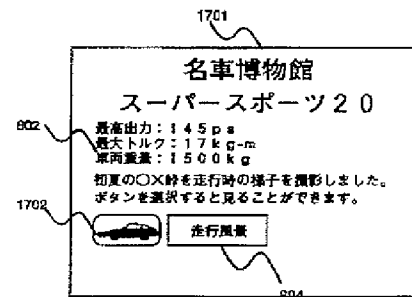 1701
名車博物館
スーパースポーツ20
802
最高出力：145ps
最大トルク：17kg-m
車両重量：1500kg
初夏の〇×峠を走行時の様子を撮影しました。
ボタンを選択すると見ることができます。
1702
走行風景